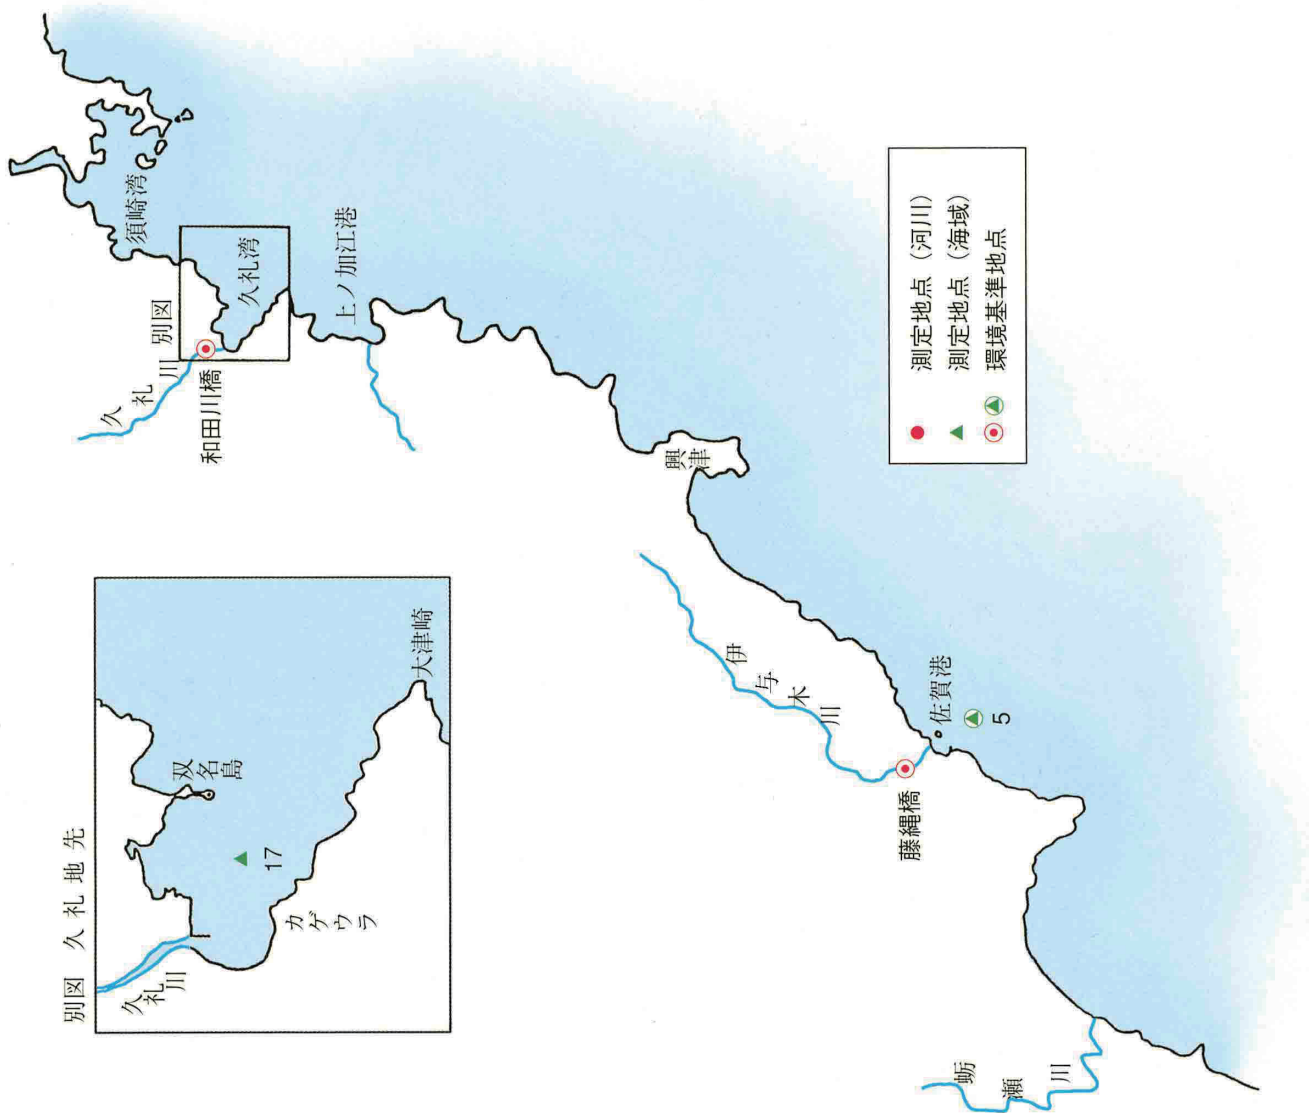 別図 久礼地先
久礼川
双名島
17
カゲウラ
大津崎
須崎湾
別図
久礼湾
久礼川
和田川橋
上ノ加江港
興津
伊与木川
佐賀港
5
藤縄橋
蛎瀬川
測定地点(河川)
測定地点(海域)
環境基準地点